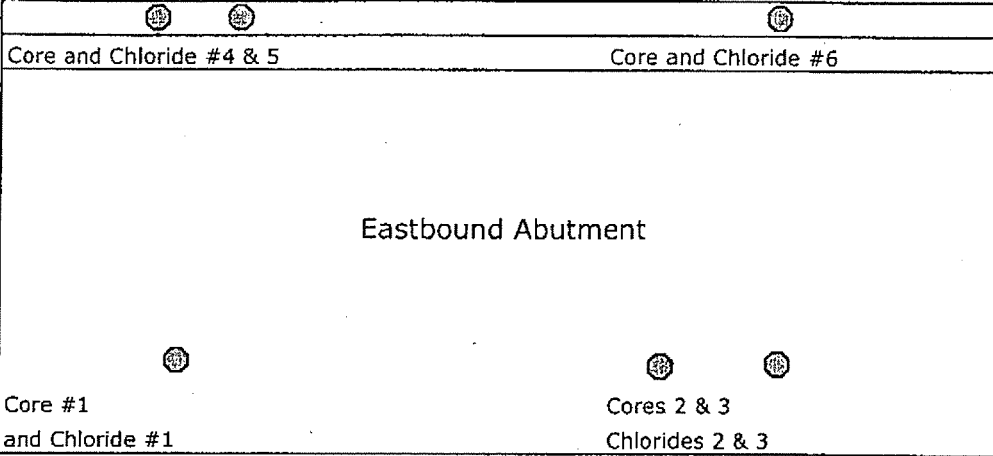 Core and Chloride #4 & 5
Core and Chloride #6
Eastbound Abutment
Core #1
and Chloride #1
Cores 2 & 3
Chlorides 2 & 3